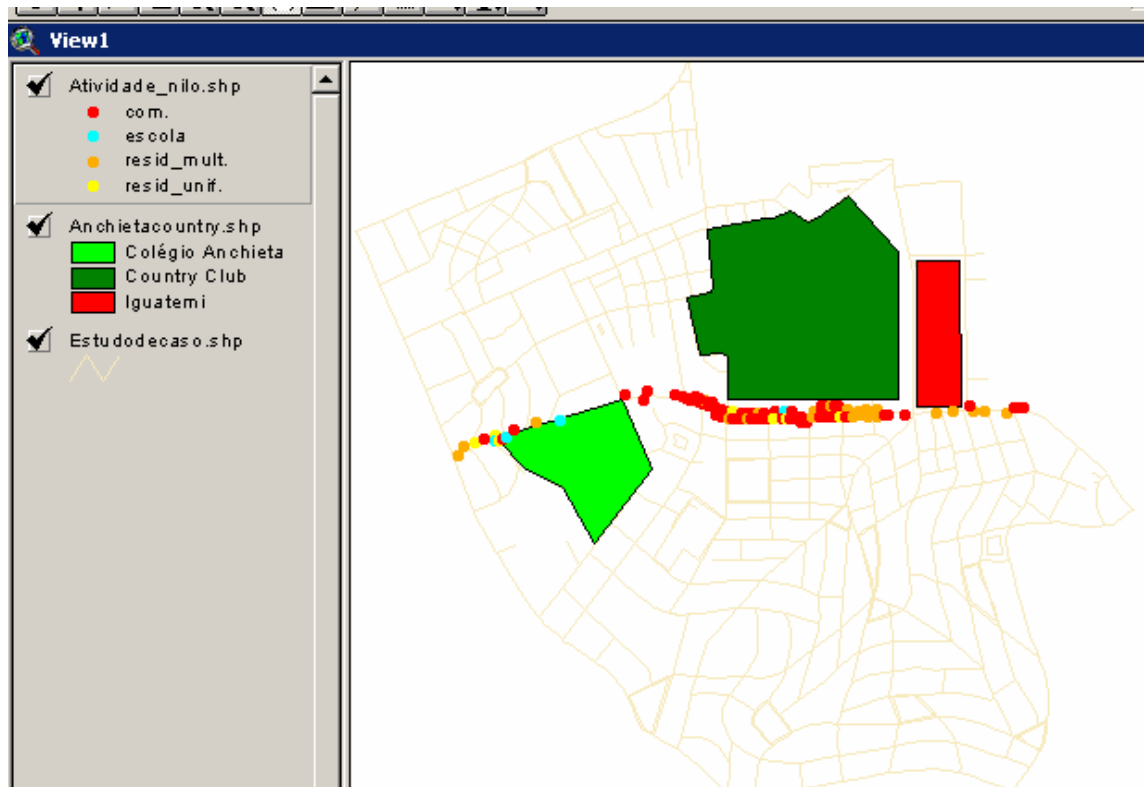 View1
Atividade_nilo.shp
com.
escola
resid_mult.
resid_unif.
Anchietacountry.shp
Colégio Anchieta
Country Club
Iguatemi
Estudodecaso.shp